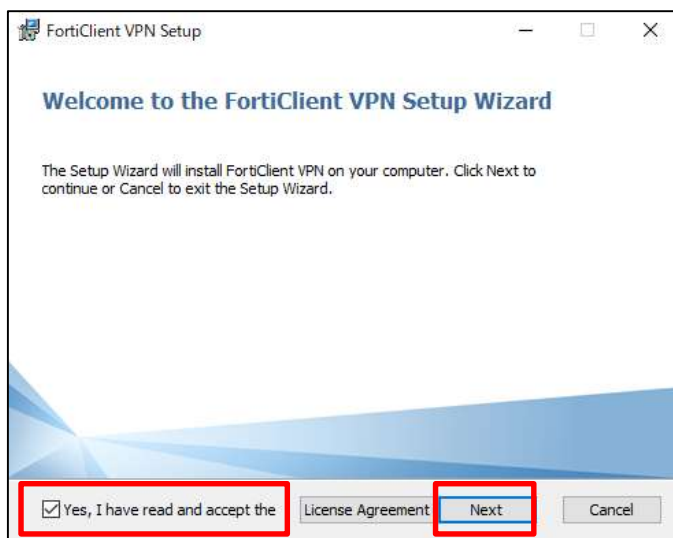 FortiClient VPN Setup
Welcome to the FortiClient VPN Setup Wizard
The Setup Wizard will install FortiClient VPN on your computer. Click Next to
continue or Cancel to exit the Setup Wizard.
Yes, I have read and accept the License Agreement Next Cancel